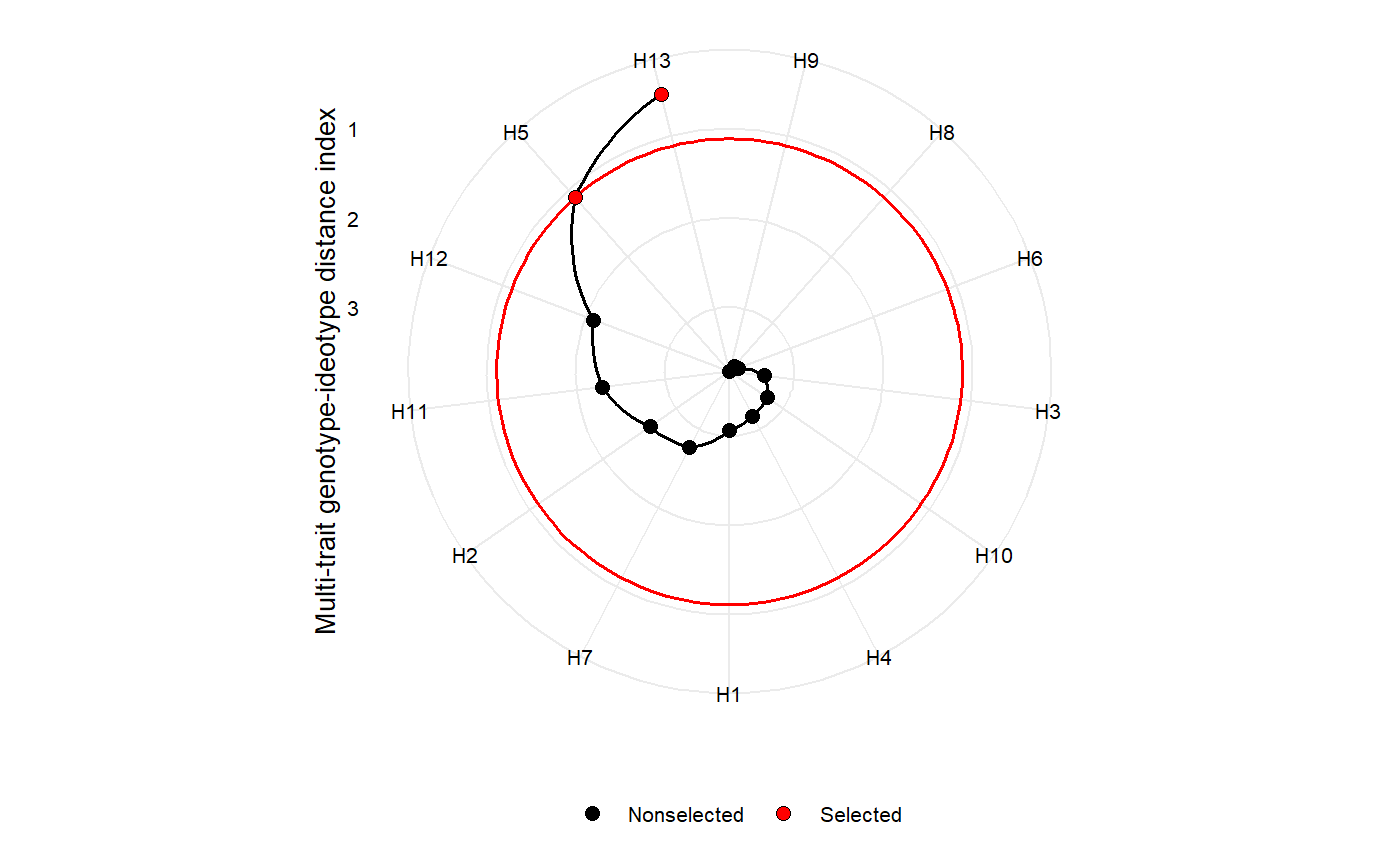 H13
H9
H5
H8
1
2
3
Multi-trait genotype-ideotype distance index
H12
H6
H11
H3
H2
H10
H7
H4
H1
Nonselected
Selected